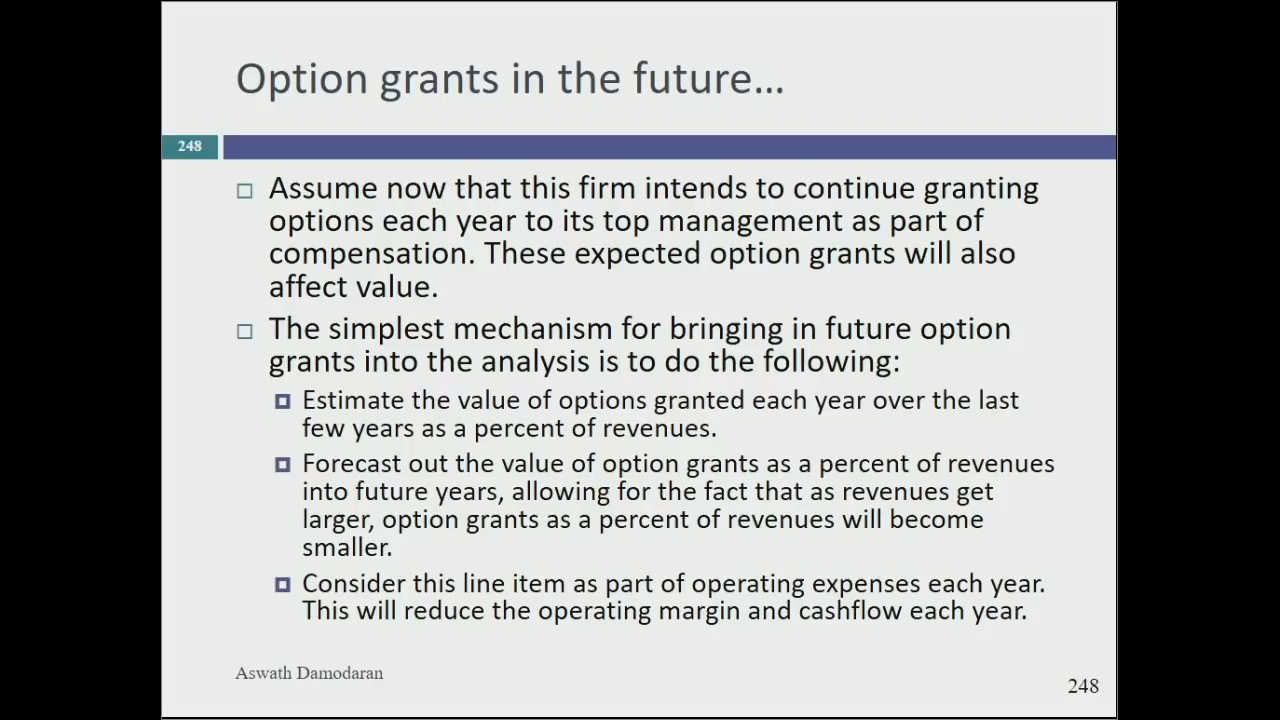 Option grants in the future...
248
Assume now that this firm intends to continue granting
options each year to its top management as part of
compensation. These expected option grants will also
affect value.
The simplest mechanism for bringing in future option
grants into the analysis is to do the following:
Estimate the value of options granted each year over the last
few years as a percent of revenues.
Forecast out the value of option grants as a percent of revenues
into future years, allowing for the fact that as revenues get
larger, option grants as a percent of revenues will become
smaller.
Consider this line item as part of operating expenses each year.
This will reduce the operating margin and cashflow each year.
Aswath Damodaran
248